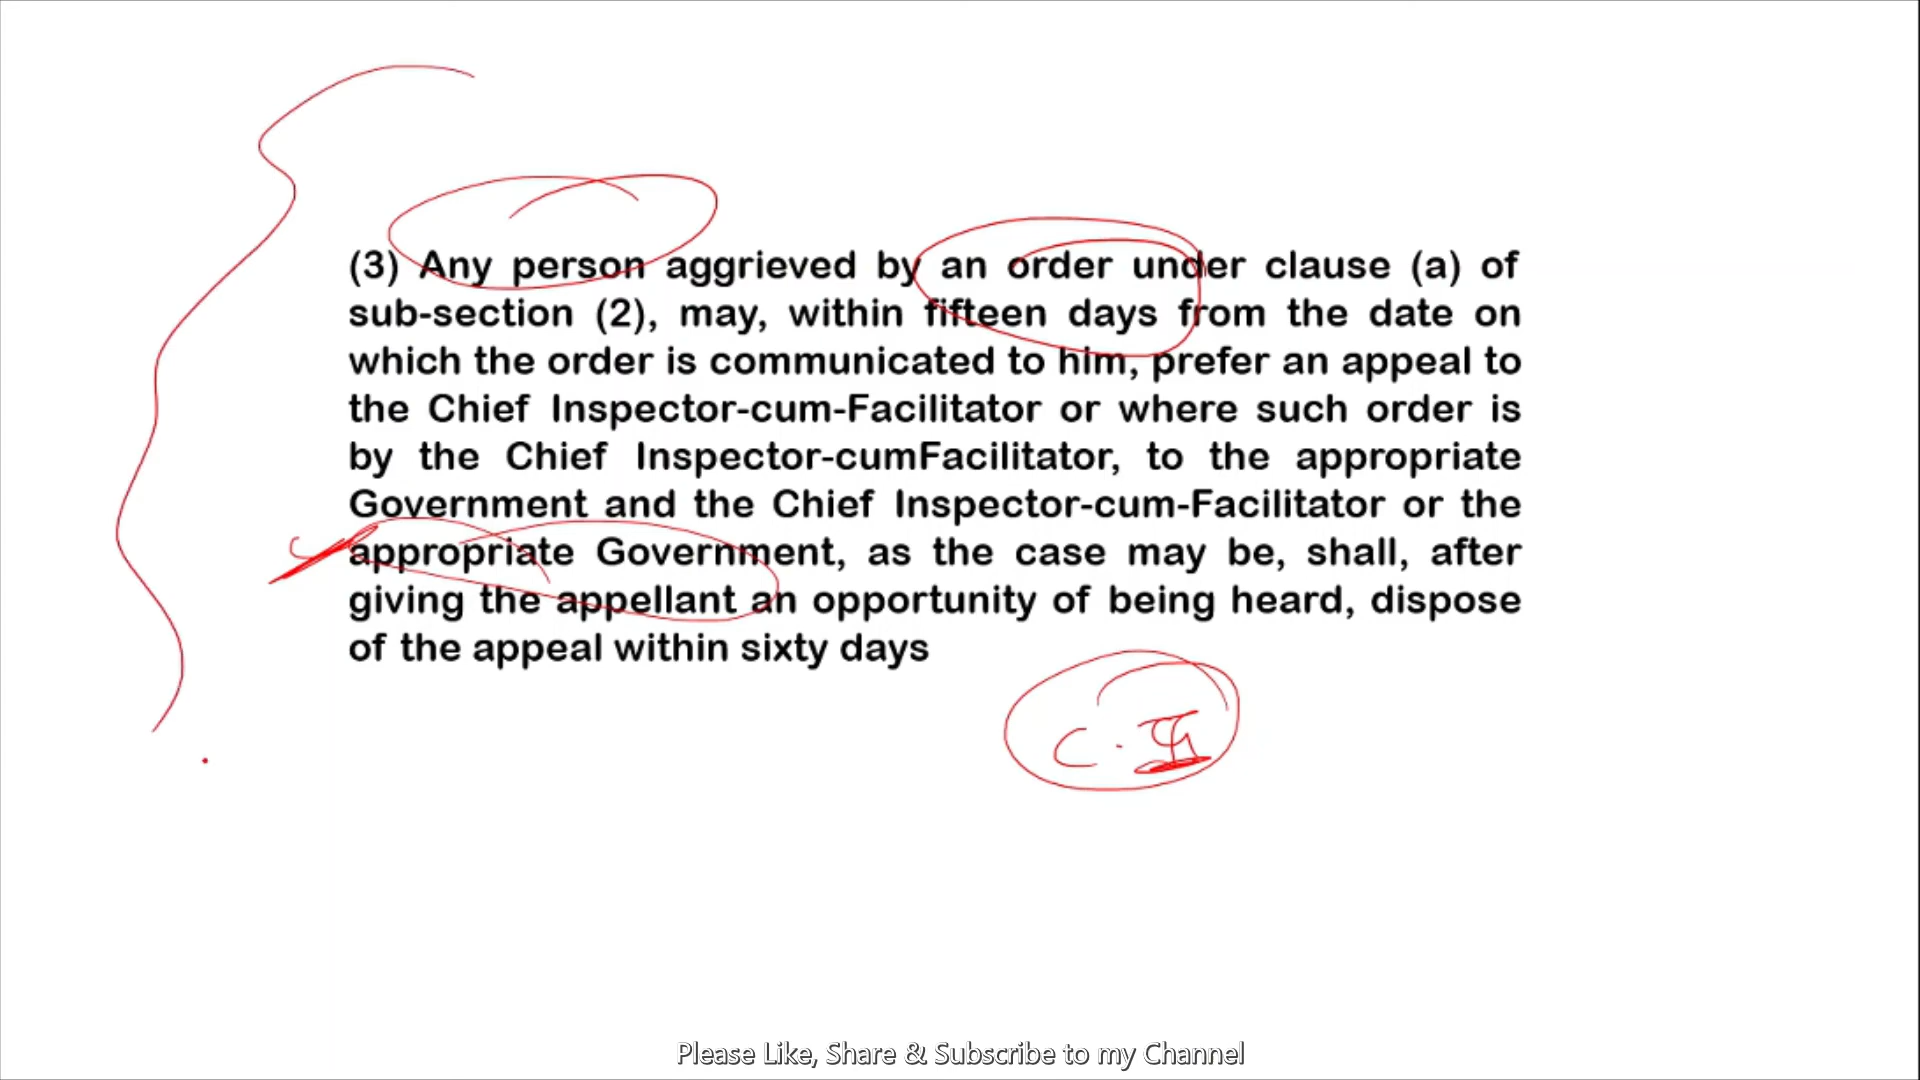 (3) Any person aggrieved by an order under clause (a) of
sub-section (2), may, within fifteen days from the date on
which the order is communicated to him, prefer an appeal to
the Chief Inspector-cum-Facilitator or where such order is
by the Chief Inspector-cumFacilitator, to the appropriate
Government and the Chief Inspector-cum-Facilitator or the
appropriate Government, as the case may be, shall, after
giving the appellant an opportunity of being heard, dispose
of the appeal within sixty days
Please Like, Share & Subscribe to my Channel